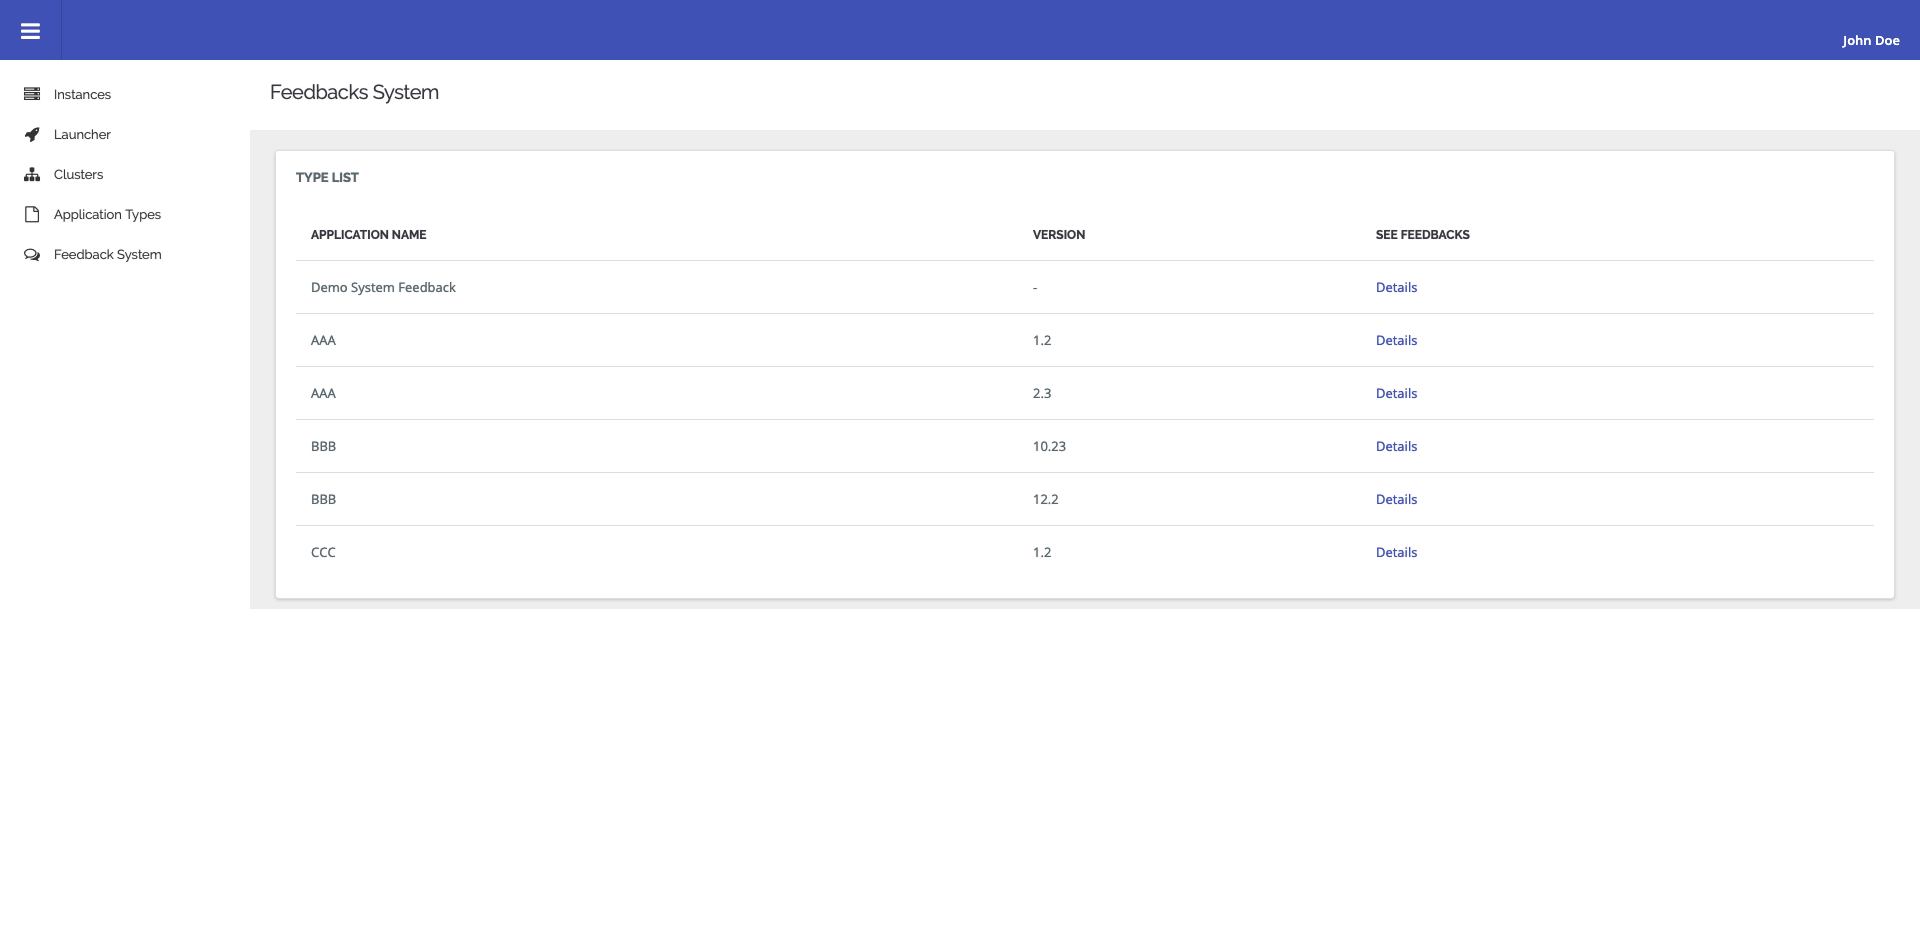 John Doe
Instances
Launcher
Clusters
Application Types
Feedback System
Feedbacks System
TYPE LIST
APPLICATION NAME VERSION SEE FEEDBACKS
Demo System Feedback - Details
AAA 1.2 Details
AAA 2.3 Details
BBB 10.23 Details
BBB 12.2 Details
CCC 1.2 Details